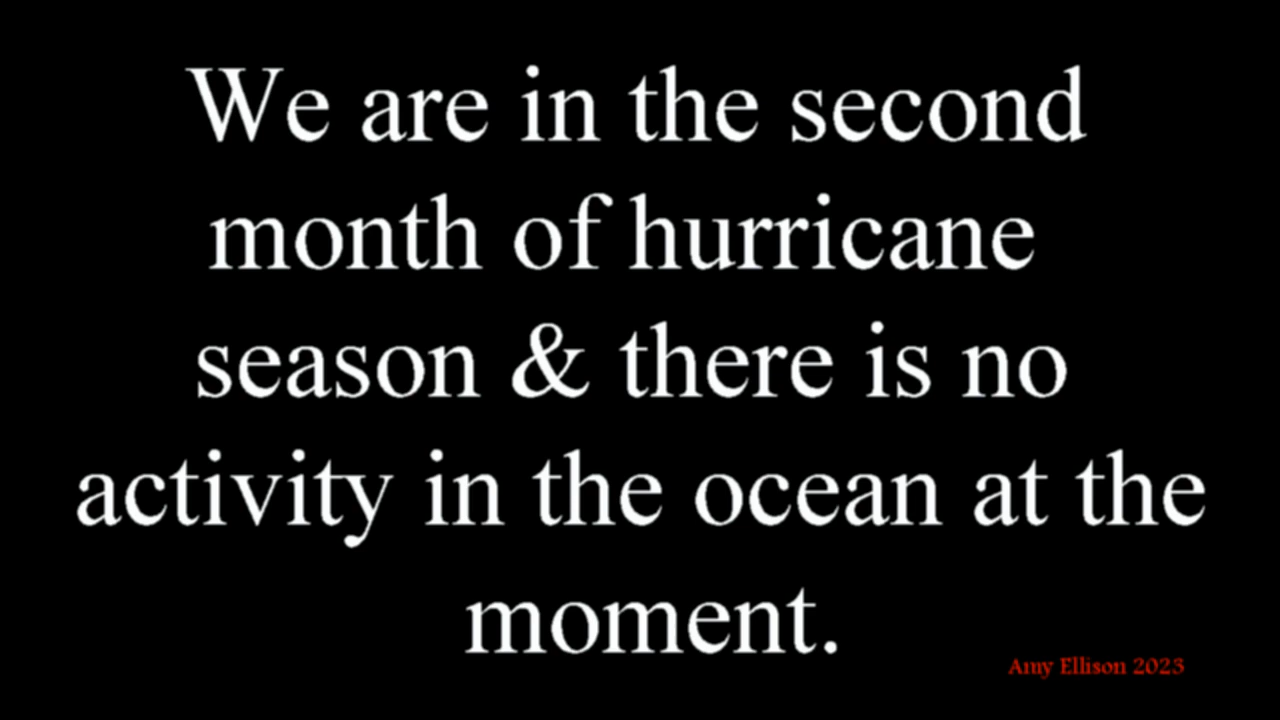 We are in the second
month of hurricane
season & there is no
activity in the ocean at the
moment.
Amy Ellison 2023